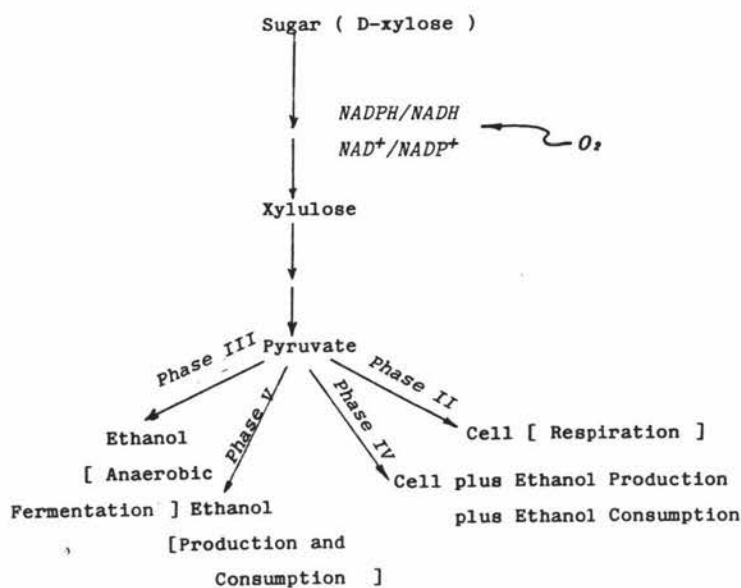 Sugar ( D-xylose )
NADPH/NADH
NAD+/NADP+
O₂
Xylulose
Pyruvate
Phase III
Phase V
Phase IV
Phase II
Ethanol
[ Anaerobic
Fermentation ]
Ethanol
[Production and
Consumption ]
Cell plus Ethanol Production
plus Ethanol Consumption
Cell [ Respiration ]